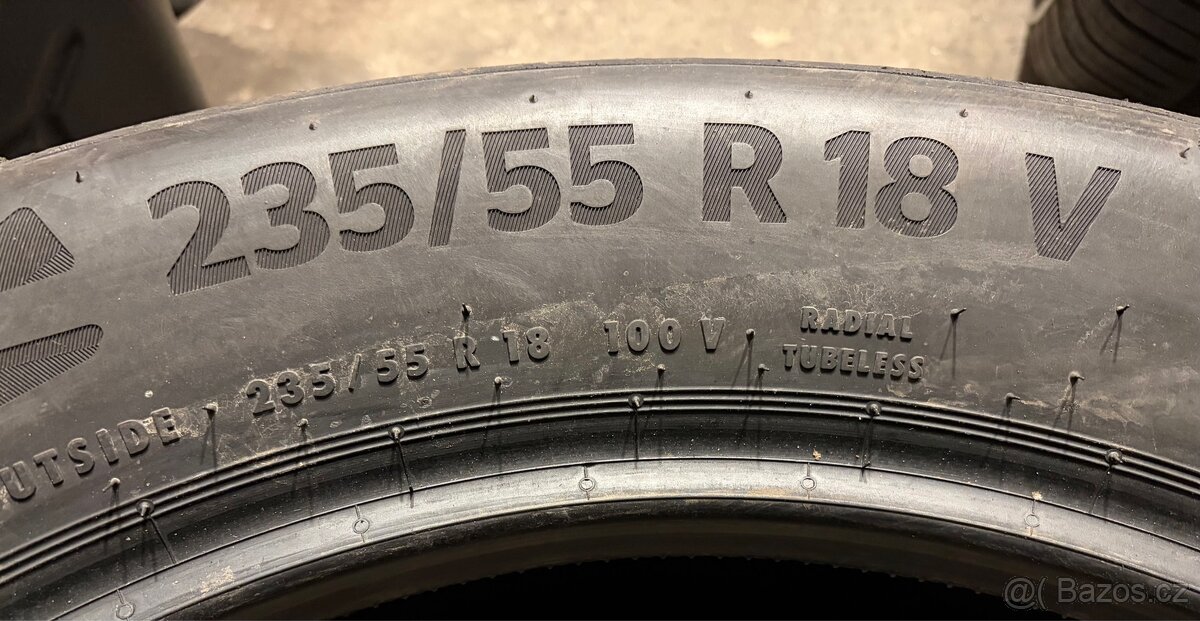 235/55 R 18 V
UTSIDE 235/55 R 18 100 V RADIAL
TUBELESS
@( Bazos.cz